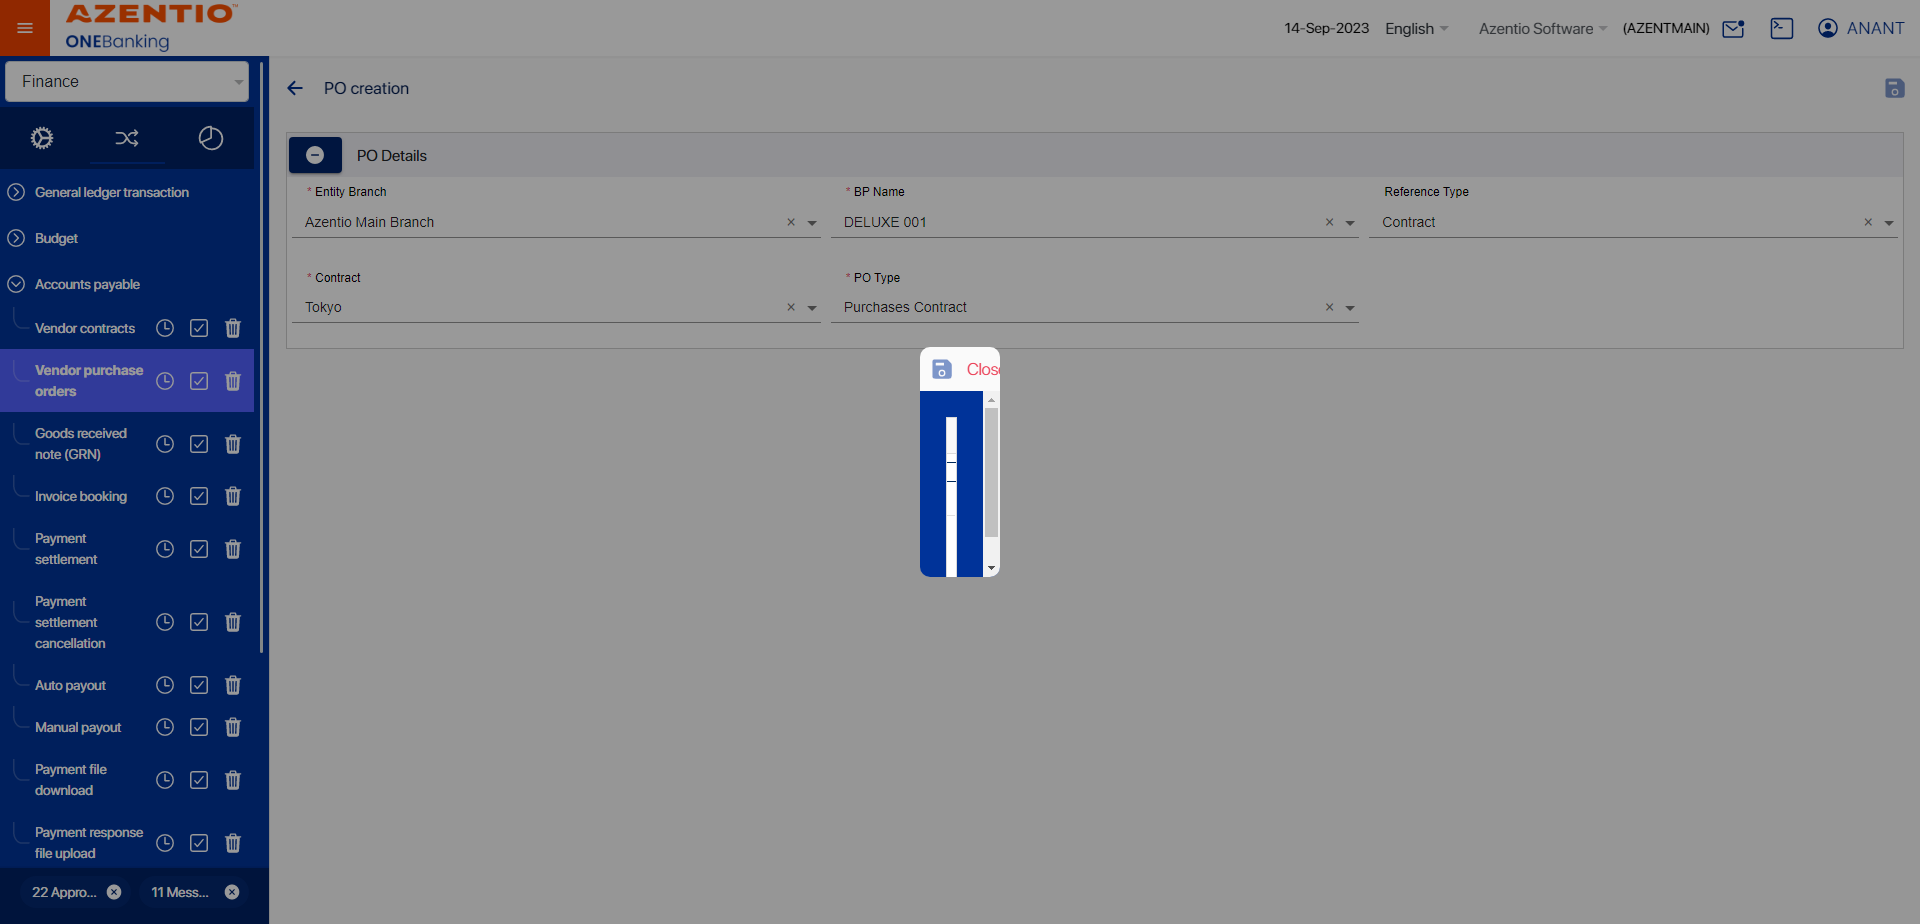 AZENTIO™
ONEBanking
14-Sep-2023 English Azentio Software (AZENTMAIN) ANANT
Finance
PO creation
PO Details
General ledger transaction
Budget
Accounts payable
Vendor contracts
Vendor purchase
orders
Goods received
note (GRN)
Invoice booking
Payment
settlement
Payment
settlement
cancellation
Auto payout
Manual payout
Payment file
download
Payment response
file upload
22 Appro... 11 Mess...
* Entity Branch * BP Name Reference Type
Azentio Main Branch × DELUXE 001 × Contract ×
* Contract * PO Type
Tokyo × Purchases Contract ×
Clos